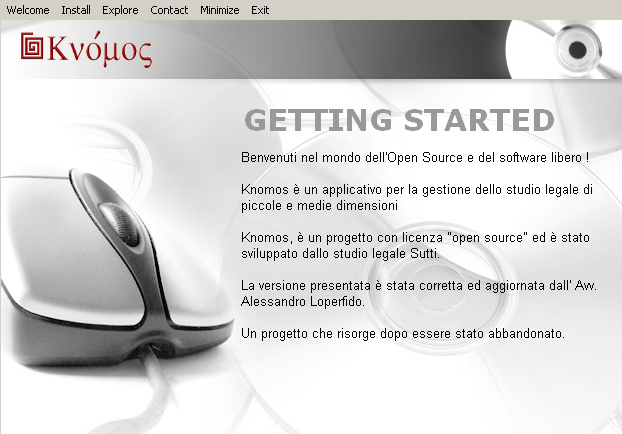 Welcome Install Explore Contact Minimize Exit
Κνόμος
GETTING STARTED
Benvenuti nel mondo dell'Open Source e del software libero !
Knomos è un applicativo per la gestione dello studio legale di
piccole e medie dimensioni
Knomos, è un progetto con licenza "open source" ed è stato
sviluppato dallo studio legale Sutti.
La versione presentata è stata corretta ed aggiornata dall' Avv.
Alessandro Loperfido.
Un progetto che risorge dopo essere stato abbandonato.